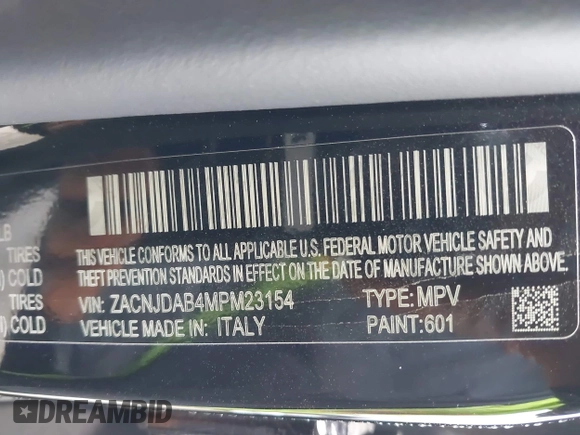 LB
TIRES
COLD
TIRES
COLD
THIS VEHICLE CONFORMS TO ALL APPLICABLE U.S. FEDERAL MOTOR VEHICLE SAFETY AND
THEFT PREVENTION STANDARDS IN EFFECT ON THE DATE OF MANUFACTURE SHOWN ABOVE.
VIN: ZACNJDAB4MPM23154 TYPE: MPV
VEHICLE MADE IN: ITALY PAINT:601
DREAMBID